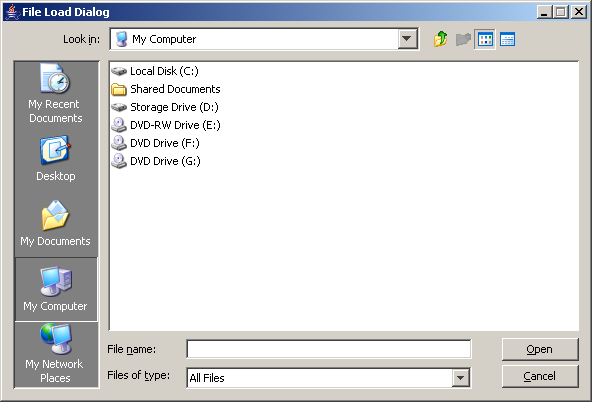 File Load Dialog
Look in: My Computer
My Recent
Documents
Desktop
My Documents
My Computer
My Network
Places
Local Disk (C:)
Shared Documents
Storage Drive (D:)
DVD-RW Drive (E:)
DVD Drive (F:)
DVD Drive (G:)
File name: Open
Files of type: All Files Cancel